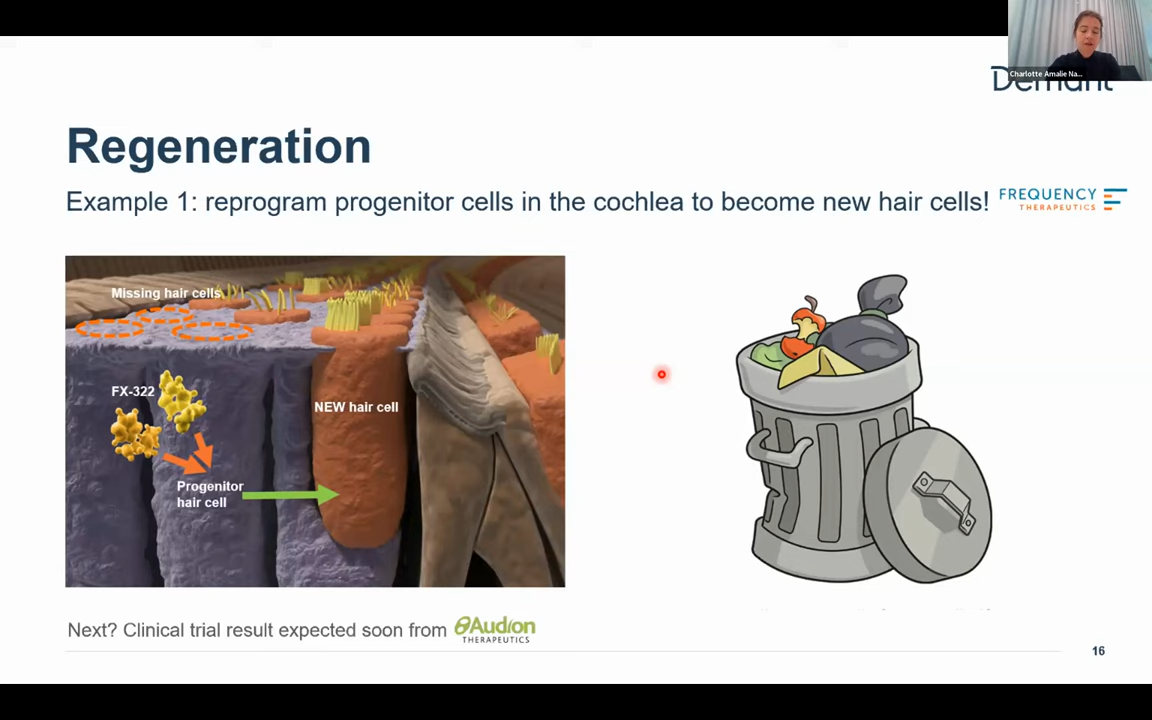 Charlotte Amalie Na...
Demant
Regeneration
Example 1: reprogram progenitor cells in the cochlea to become new hair cells!
FREQUENCY
THERAPEUTICS
Missing hair cells
FX-322
NEW hair cell
Progenitor
hair cell
Next? Clinical trial result expected soon from
Audion
THERAPEUTICS
16